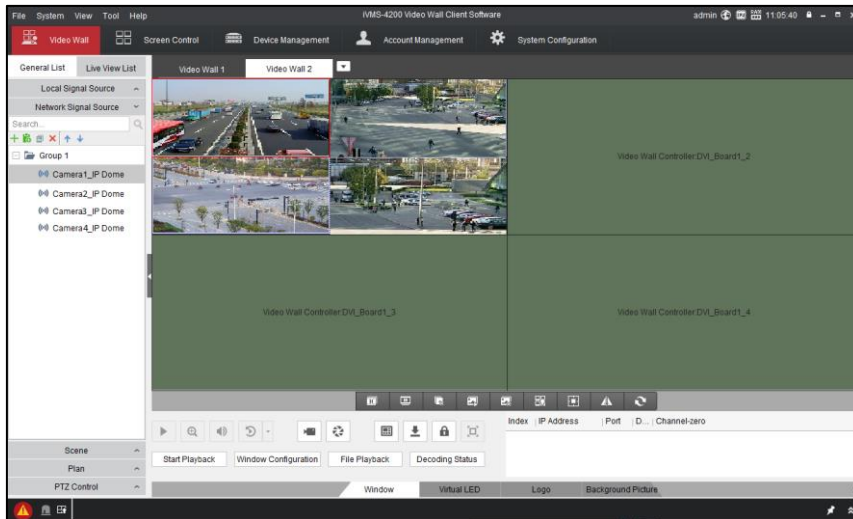 File System View Tool Help
iVMS-4200 Video Wall Client Software
admin 11:05:40
Video Wall Screen Control Device Management Account Management System Configuration
General List Live View List
Video Wall 1 Video Wall 2
Local Signal Source
Network Signal Source
Search...
Group 1
Camera1_IP Dome
Camera2_IP Dome
Camera3_IP Dome
Camera4_IP Dome
Video Wall Controller:DVI_Board1_2
Video Wall Controller:DVI_Board1_3
Video Wall Controller:DVI_Board1_4
Index IP Address Port D... Channel-zero
Start Playback Window Configuration File Playback Decoding Status
Scene
Plan
PTZ Control
Window Virtual LED Logo Background Picture